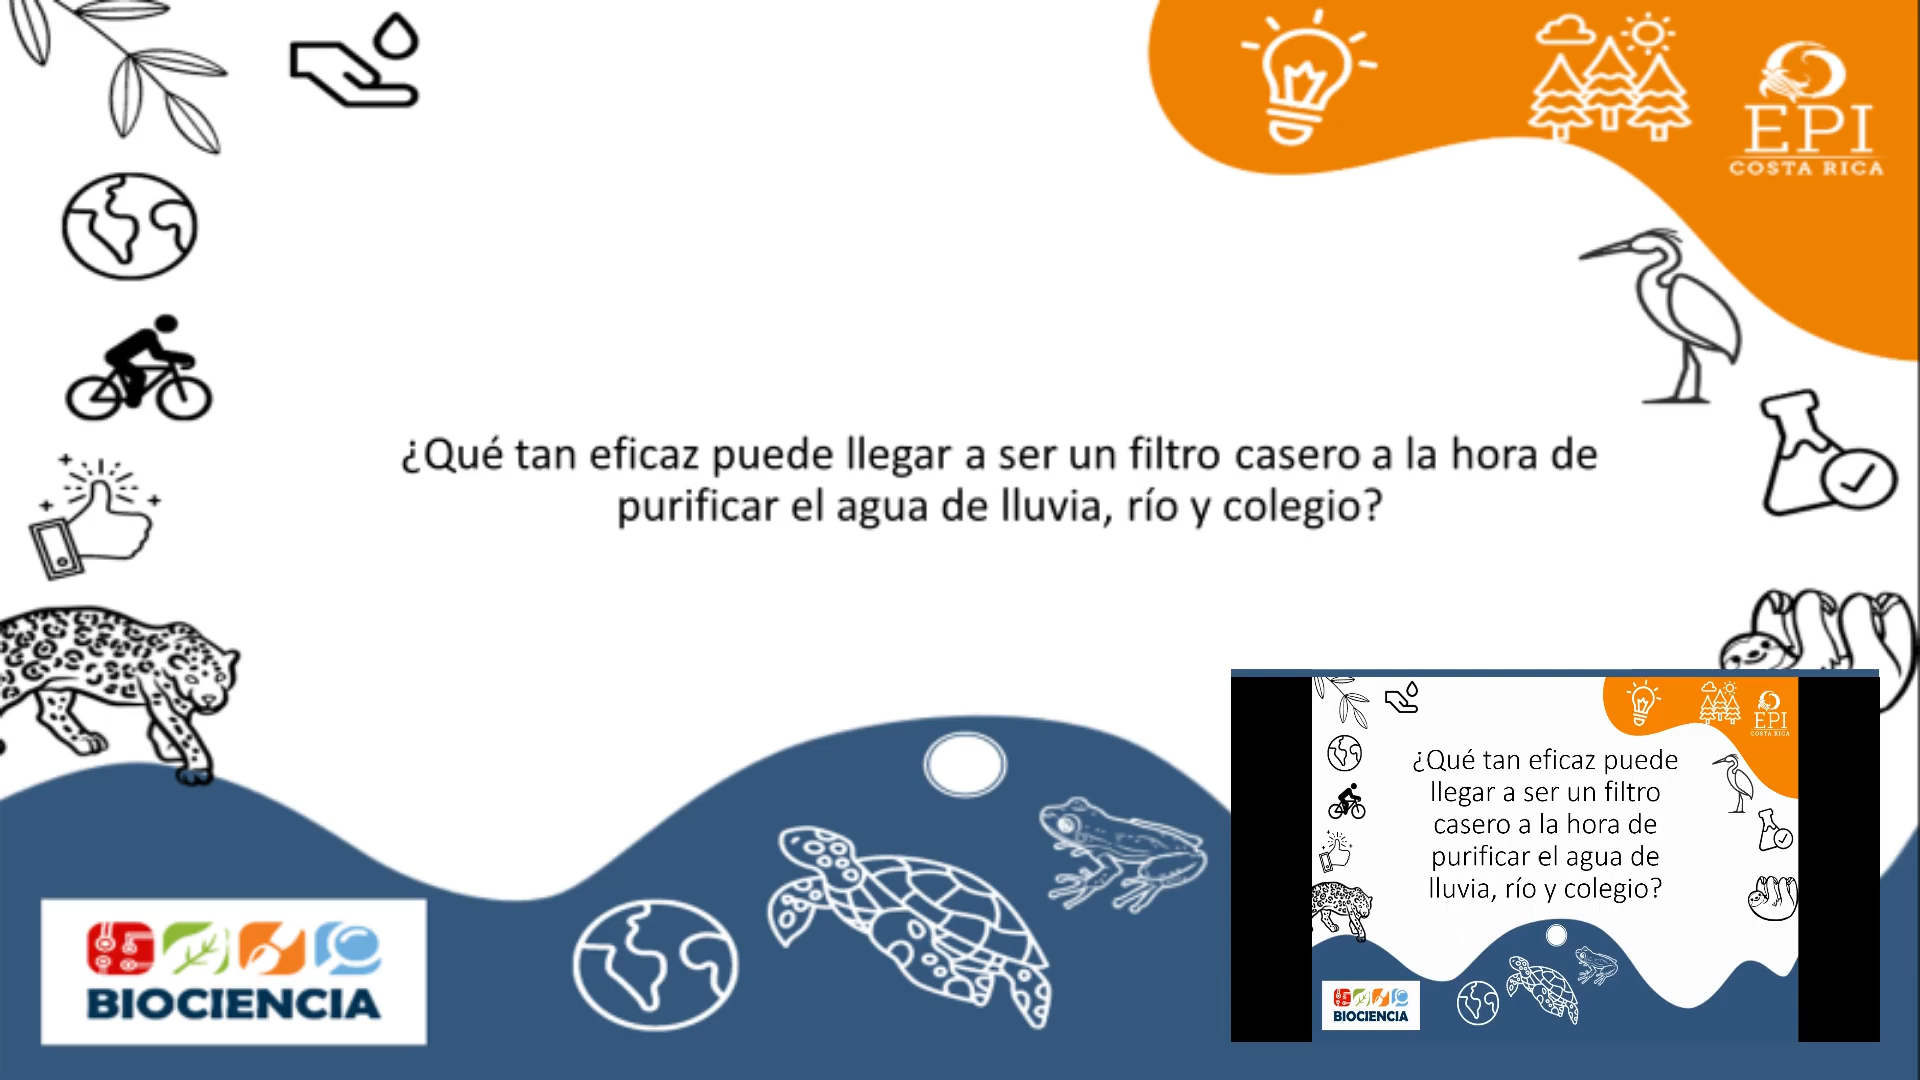 EPI
COSTA RICA
¿Qué tan eficaz puede llegar a ser un filtro casero a la hora de
purificar el agua de lluvia, río y colegio?
BIOCIENCIA
EPI
COSTA RICA
¿Qué tan eficaz puede
llegar a ser un filtro
casero a la hora de
purificar el agua de
lluvia, río y colegio?
BIOCIENCIA